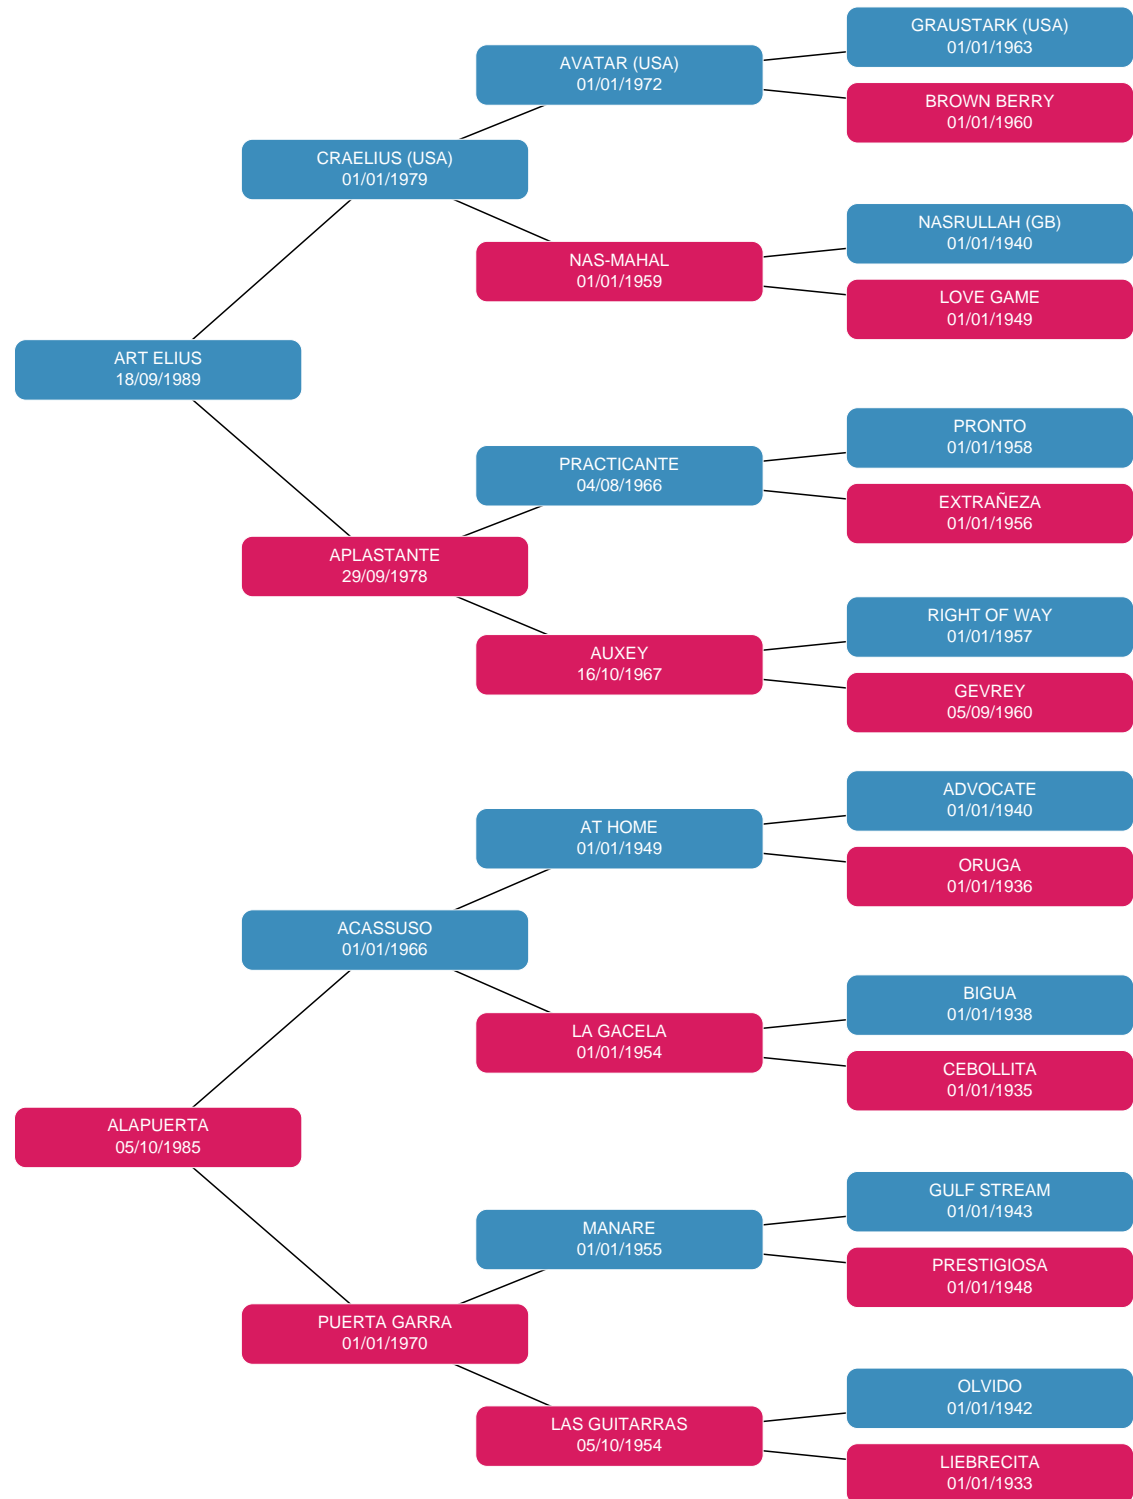 GRAUSTARK (USA)
01/01/1963
AVATAR (USA)
01/01/1972
BROWN BERRY
01/01/1960
CRAELIUS (USA)
01/01/1979
NASRULLAH (GB)
01/01/1940
NAS-MAHAL
01/01/1959
LOVE GAME
01/01/1949
ART ELIUS
18/09/1989
PRONTO
01/01/1958
PRACTICANTE
04/08/1966
EXTRAÑEZA
01/01/1956
APLASTANTE
29/09/1978
RIGHT OF WAY
01/01/1957
AUXEY
16/10/1967
GEVREY
05/09/1960
ADVOCATE
01/01/1940
AT HOME
01/01/1949
ORUGA
01/01/1936
ACASSUSO
01/01/1966
BIGUA
01/01/1938
LA GACELA
01/01/1954
CEBOLLITA
01/01/1935
ALAPUERTA
05/10/1985
GULF STREAM
01/01/1943
MANARE
01/01/1955
PRESTIGIOSA
01/01/1948
PUERTA GARRA
01/01/1970
OLVIDO
01/01/1942
LAS GUITARRAS
05/10/1954
LIEBRECITA
01/01/1933